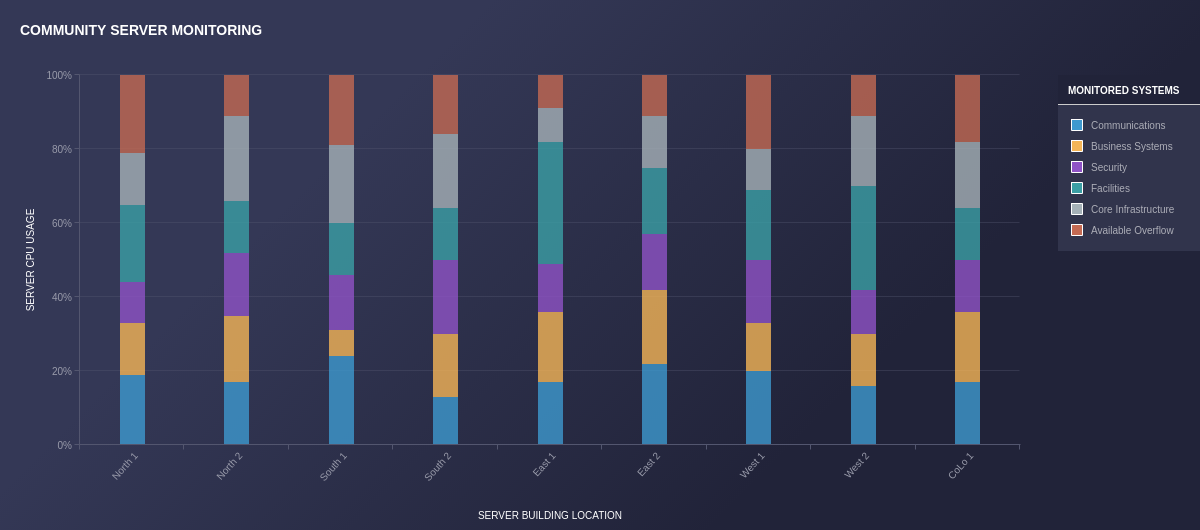 COMMUNITY SERVER MONITORING
MONITORED SYSTEMS
Communications
Business Systems
Security
Facilities
Core Infrastructure
Available Overflow
SERVER CPU USAGE
100%
80%
60%
40%
20%
0%
North 1
North 2
South 1
South 2
East 1
East 2
West 1
West 2
CoLo 1
SERVER BUILDING LOCATION